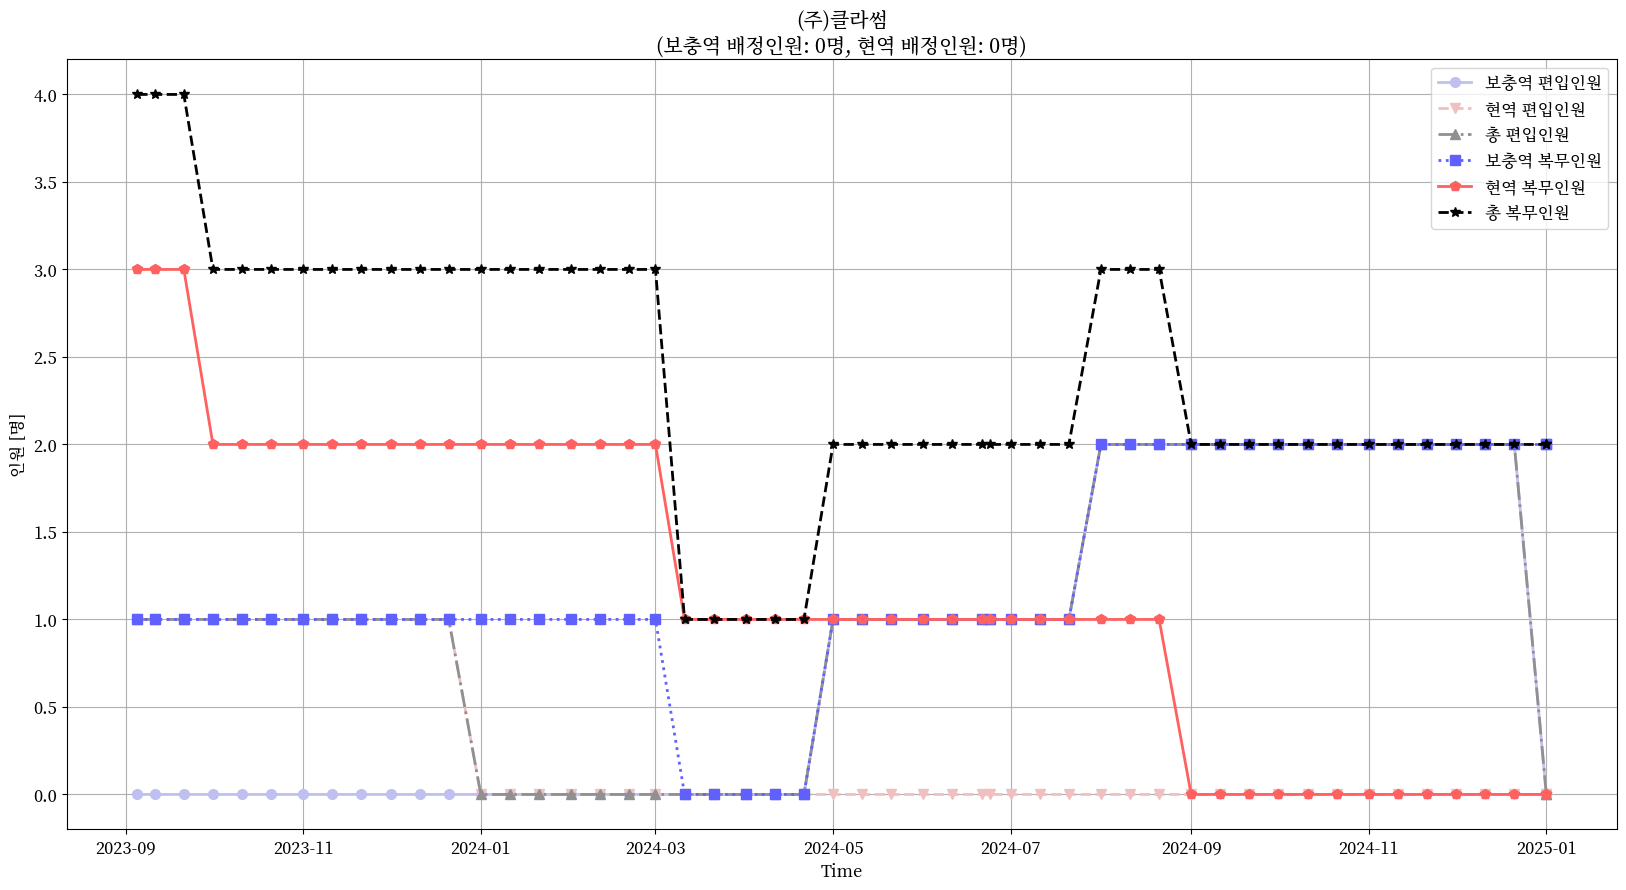 (주)클라썸
(보충역 배정인원: 0명, 현역 배정인원: 0명)
보충역 편입인원
현역 편입인원
총 편입인원
보충역 복무인원
현역 복무인원
총 복무인원
인원 [명]
4.0
3.5
3.0
2.5
2.0
1.5
1.0
0.5
0.0
2023-09 2023-11 2024-01 2024-03 2024-05 2024-07 2024-09 2024-11 2025-01
Time